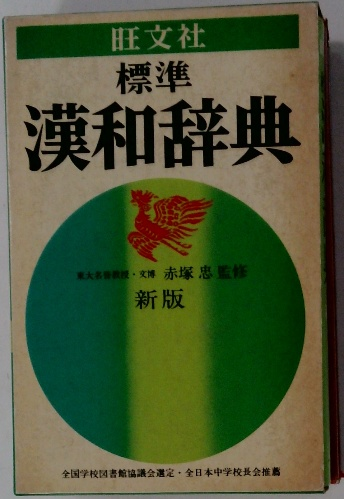 旺文社
標準
漢和辞典
東大名誉教授・文博 赤塚 忠 監修
新版
全国学校図書館協議会選定・全日本中学校長会推薦